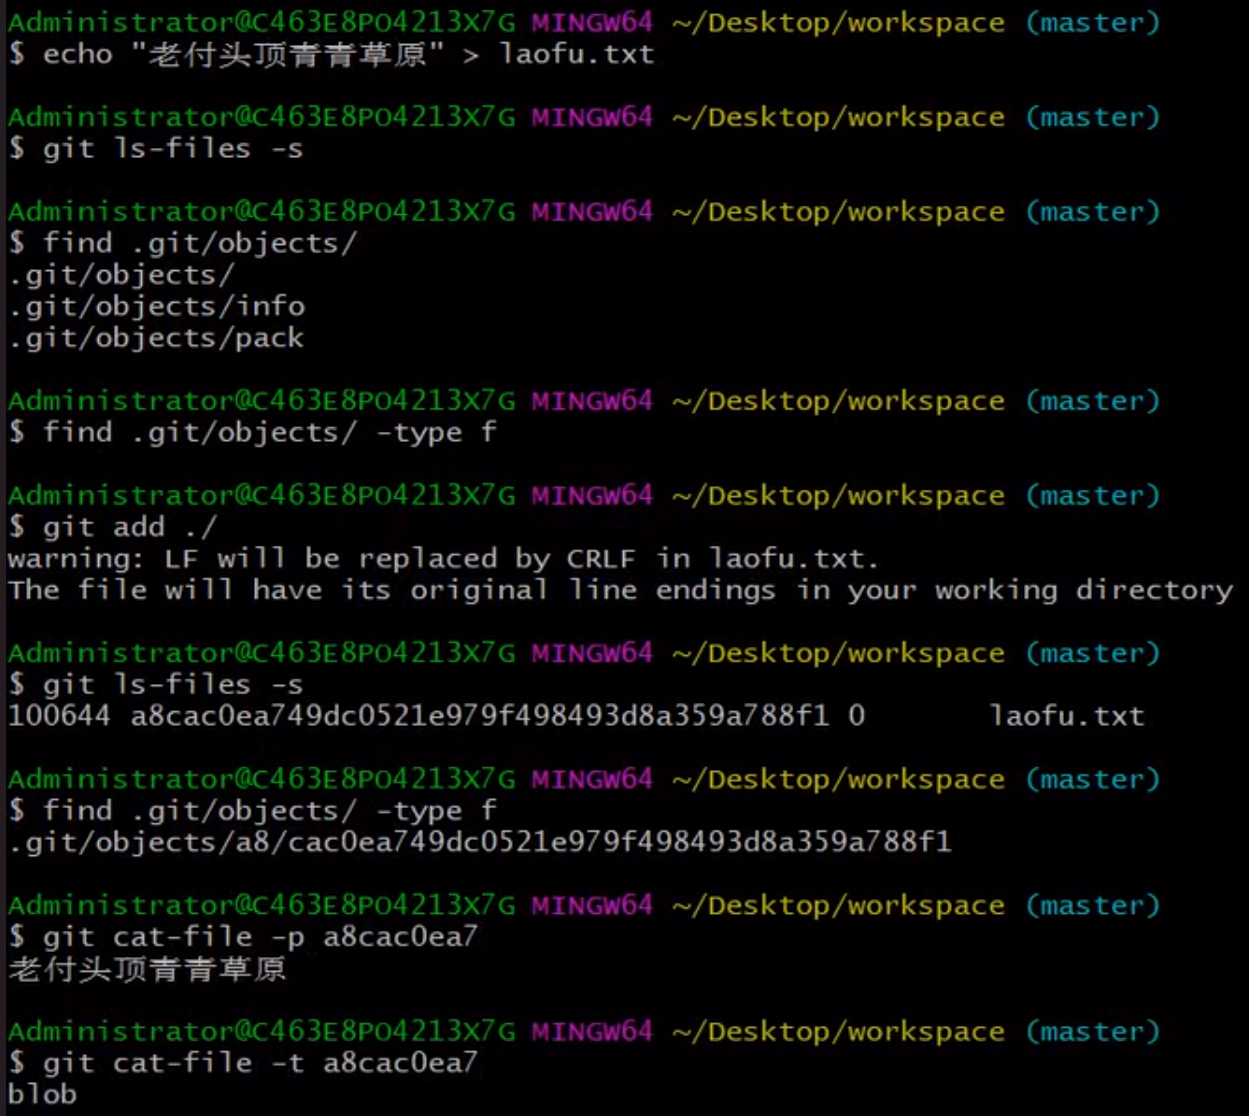 Administrator@C463E8PO4213X7G MINGW64 ~/Desktop/workspace (master)
$ echo "老付头顶青青草原" > laofu.txt
Administrator@C463E8PO4213X7G MINGW64 ~/Desktop/workspace (master)
$ git ls-files -s
Administrator@C463E8PO4213X7G MINGW64 ~/Desktop/workspace (master)
$ find .git/objects/
.git/objects/
.git/objects/info
.git/objects/pack
Administrator@C463E8PO4213X7G MINGW64 ~/Desktop/workspace (master)
$ find .git/objects/ -type f
Administrator@C463E8PO4213X7G MINGW64 ~/Desktop/workspace (master)
$ git add ./
warning: LF will be replaced by CRLF in laofu.txt.
The file will have its original line endings in your working directory
Administrator@C463E8PO4213X7G MINGW64 ~/Desktop/workspace (master)
$ git ls-files -s
100644 a8cac0ea749dc0521e979f498493d8a359a788f1 0 laofu.txt
Administrator@C463E8PO4213X7G MINGW64 ~/Desktop/workspace (master)
$ find .git/objects/ -type f
.git/objects/a8/cac0ea749dc0521e979f498493d8a359a788f1
Administrator@C463E8PO4213X7G MINGW64 ~/Desktop/workspace (master)
$ git cat-file -p a8cac0ea7
老付头顶青青草原
Administrator@C463E8PO4213X7G MINGW64 ~/Desktop/workspace (master)
$ git cat-file -t a8cac0ea7
blob